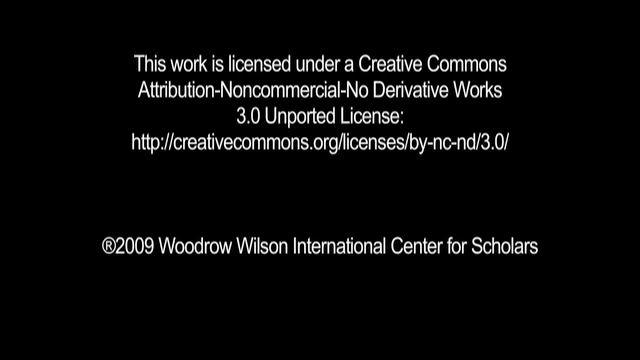 This work is licensed under a Creative Commons
Attribution-Noncommercial-No Derivative Works
3.0 Unported License:
http://creativecommons.org/licenses/by-nc-nd/3.0/
®2009 Woodrow Wilson International Center for Scholars